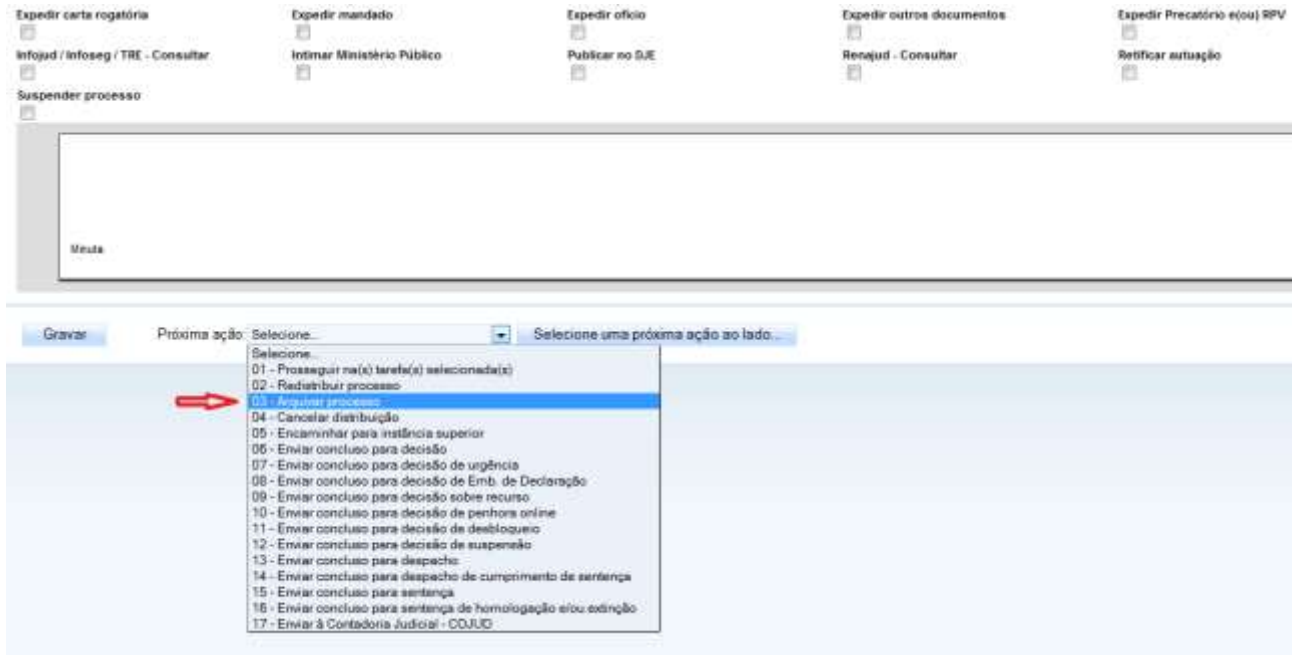 Expedir carta rogatória Expedir mandado Expedir ofício Expedir outros documentos Expedir Precatório e(ou) RPV
Infojud / Infoseg / TRE - Consultar Intimar Ministério Público Publicar no DJE Renajud - Consultar Retificar autuação
Suspender processo
Minuta
Gravar Próxima ação Selecione... Selecione uma próxima ação ao lado...
Selecione...
01 - Prosseguir na(s) tarefa(s) selecionada(s)
02 - Redistribuir processo
03 - Arquivar processo
04 - Cancelar distribuição
05 - Encaminhar para instância superior
06 - Enviar concluso para decisão
07 - Enviar concluso para decisão de urgência
08 - Enviar concluso para decisão de Emb. de Declaração
09 - Enviar concluso para decisão sobre recurso
10 - Enviar concluso para decisão de penhora online
11 - Enviar concluso para decisão de desbloqueio
12 - Enviar concluso para decisão de suspensão
13 - Enviar concluso para despacho
14 - Enviar concluso para despacho de cumprimento de sentença
15 - Enviar concluso para sentença
16 - Enviar concluso para sentença de homologação e/ou extinção
17 - Enviar à Contadoria Judicial - COJUD